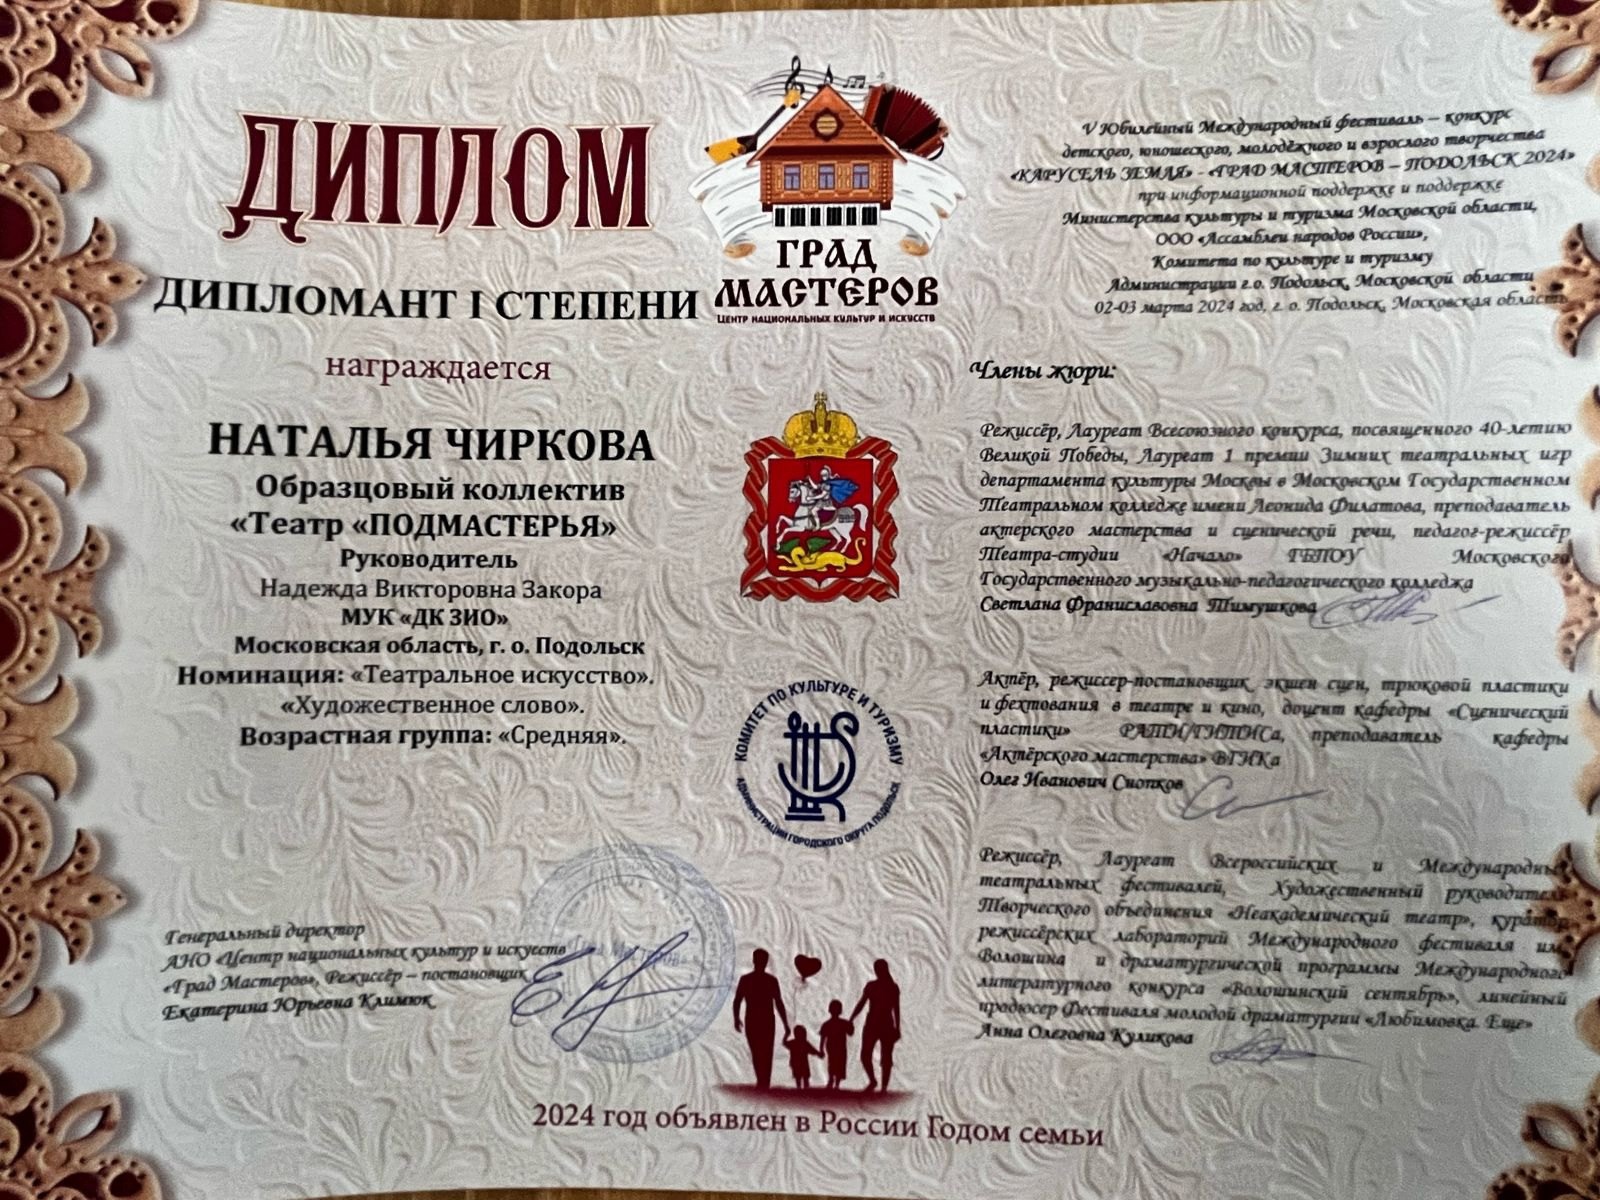 ДИПЛОМ
ДИПЛОМАНТ I СТЕПЕНИ
награждается
НАТАЛЬЯ ЧИРКОВА
Образцовый коллектив
«Театр «ПОДМАСТЕРЬЯ»
Руководитель
Надежда Викторовна Закора
МУК «ДК ЗИО»
Московская область, г. о. Подольск
Номинация: «Театральное искусство».
«Художественное слово».
Возрастная группа: «Средняя».
Генеральный директор
АНО «Центр национальных культур и искусств
«Град Мастеров», Режиссёр – постановщик
Екатерина Юрьевна Климюк
ГРАД
МАСТЕРОВ
ЦЕНТР НАЦИОНАЛЬНЫХ КУЛЬТУР И ИСКУССТВ
КОМИТЕТ ПО КУЛЬТУРЕ И ТУРИЗМУ
АДМИНИСТРАЦИИ ГОРОДСКОГО ОКРУГА ПОДОЛЬСК
V Юбилейный Международный фестиваль – конкурс
детского, юношеского, молодёжного и взрослого творчества
«КАРУСЕЛЬ ЗЕМЛЯ» - «ГРАД МАСТЕРОВ – ПОДОЛЬСК 2024»
при информационной поддержке и поддержке
Министерства культуры и туризма Московской области,
ООО «Ассамблеи народов России»,
Комитета по культуре и туризму
Администрации г.о. Подольск, Московской области
02-03 марта 2024 год, г. о. Подольск, Московская область
Члены жюри:
Режиссёр, Лауреат Всесоюзного конкурса, посвященного 40-летию
Великой Победы, Лауреат 1 премии Зимних театральных игр
департамента культуры Москвы в Московском Государственном
Театральном колледже имени Леонида Филатова, преподаватель
актерского мастерства и сценической речи, педагог-режиссёр
Театра-студии «Начало» ГБПОУ Московского
Государственного музыкально-педагогического колледжа
Светлана Франиславовна Тимушкова
Актёр, режиссер-постановщик экшен сцен, трюковой пластики
и фехтования в театре и кино, доцент кафедры «Сценический
пластики» РАТИ/ГИТИСа, преподаватель кафедры
«Актёрского мастерства» ВГИКа
Олег Иванович Снопков
Режиссёр, Лауреат Всероссийских и Международных
театральных фестивалей, Художественный руководитель
Творческого объединения «Неакадемический театр», куратор
режиссёрских лабораторий Международного фестиваля им.
Волошина и драматургической программы Международного
литературного конкурса «Волошинский сентябрь», линейный
продюсер Фестиваля молодой драматургии «Любимовка. Еще»
Анна Олеговна Куликова
2024 год объявлен в России Годом семьи